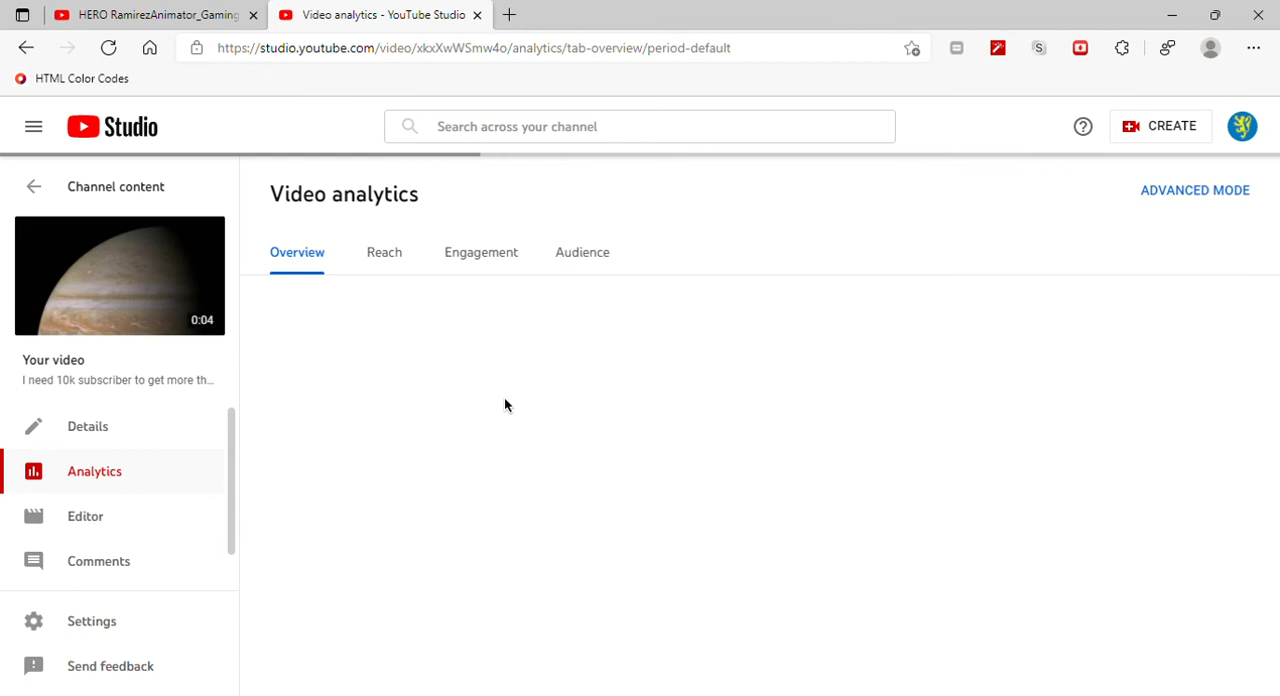 HERO RamirezAnimator_Gaming
Video analytics - YouTube Studio
https://studio.youtube.com/video/xkxXwWSmw4o/analytics/tab-overview/period-default
HTML Color Codes
Studio
Search across your channel
CREATE
Channel content
Video analytics
ADVANCED MODE
Overview
Reach
Engagement
Audience
0:04
Your video
I need 10k subscriber to get more th...
Details
Analytics
Editor
Comments
Settings
Send feedback